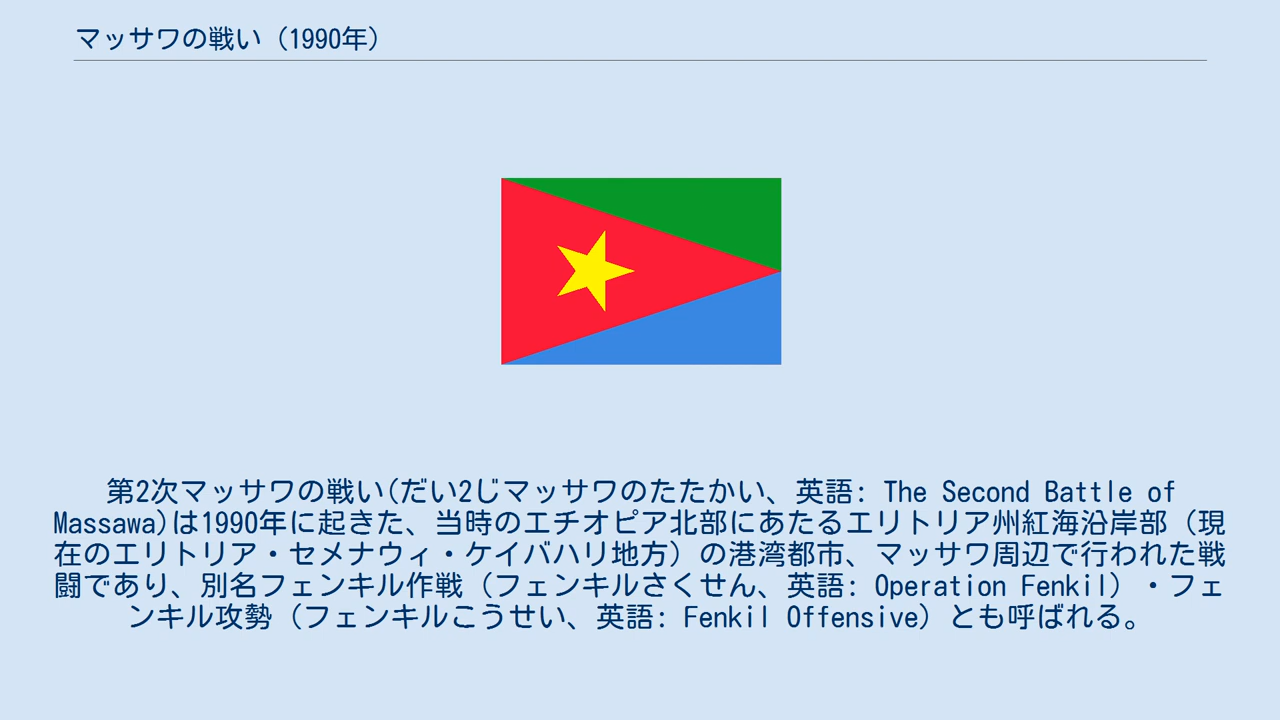 マッサワの戦い（1990年）
第2次マッサワの戦い(だい2じマッサワのたたかい、英語: The Second Battle of
Massawa)は1990年に起きた、当時のエチオピア北部にあたるエリトリア州紅海沿岸部（現
在のエリトリア・セメナウィ・ケイバハリ地方）の港湾都市、マッサワ周辺で行われた戦
闘であり、別名フェンキル作戦（フェンキルさくせん、英語: Operation Fenkil）・フェ
ンキル攻勢（フェンキルこうせい、英語: Fenkil Offensive）とも呼ばれる。